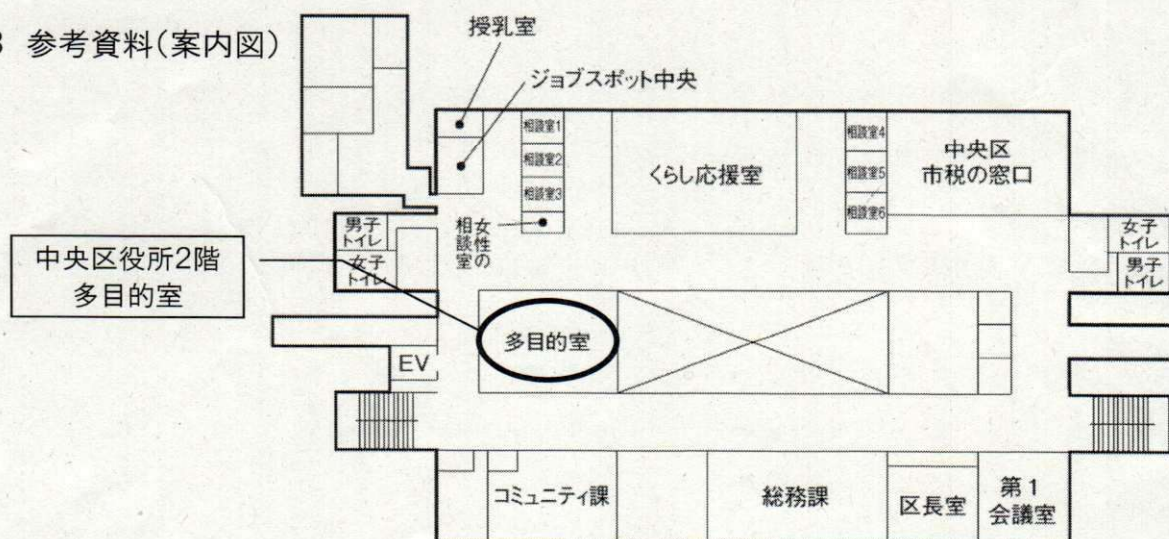 3 参考資料(案内図)
授乳室
ジョブスポット中央
相談室1
相談室2
相談室3
女性の
相談室
くらし応援室
相談室4
相談室5
相談室6
中央区
市税の窓口
男子
トイレ
女子
トイレ
女子
トイレ
男子
トイレ
中央区役所2階
多目的室
多目的室
EV
コミュニティ課
総務課
区長室
第1
会議室